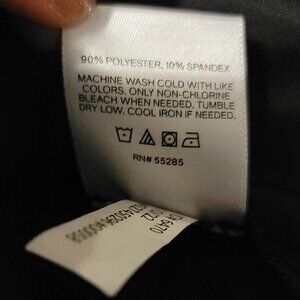 90% POLYESTER, 10% SPANDEX
MACHINE WASH COLD WITH LIKE
COLORS. ONLY NON-CHLORINE
BLEACH WHEN NEEDED. TUMBLE
DRY LOW. COOL IRON IF NEEDED.
RN# 55285